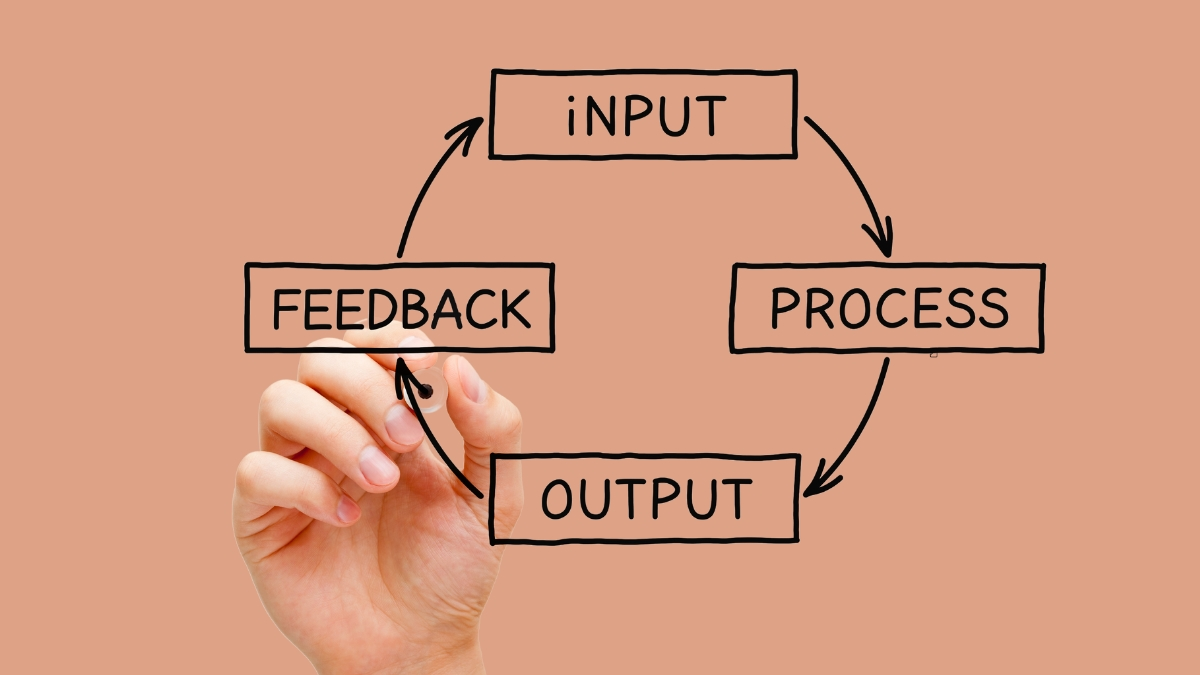 iNPUT
FEEDBACK
PROCESS
OUTPUT